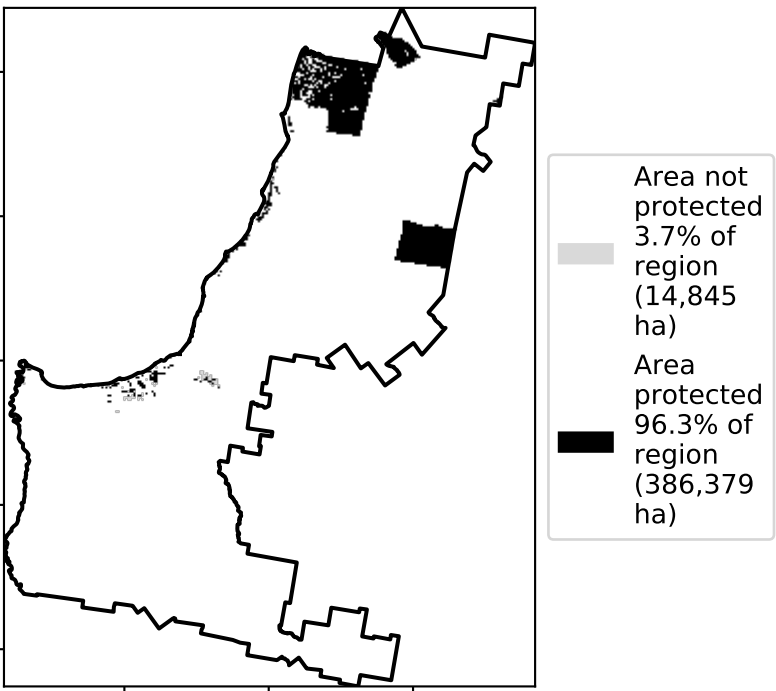 Area not
protected
3.7% of
region
(14,845
ha)
Area
protected
96.3% of
region
(386,379
ha)